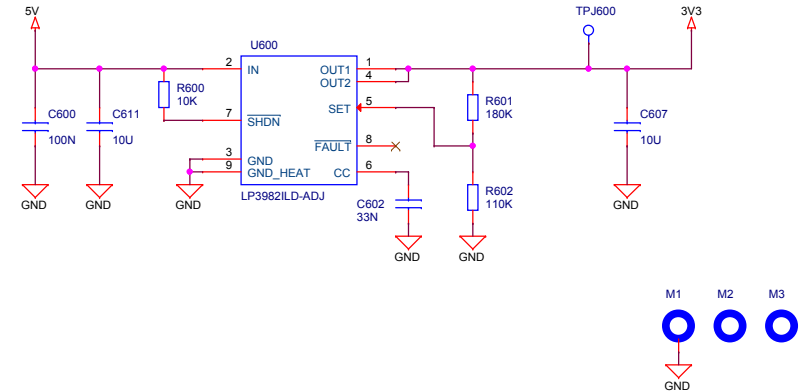 5V
TPJ600
3V3
U600
2
IN
OUT1
1
OUT2
4
R600
10K
SET
5
R601
180K
C600
100N
C611
10U
7
SHDN
C607
10U
FAULT
8
3
GND
9
GND_HEAT
CC
6
LP3982ILD-ADJ
R602
110K
C602
33N
GND
GND
GND
GND
GND
GND
M1
M2
M3
GND